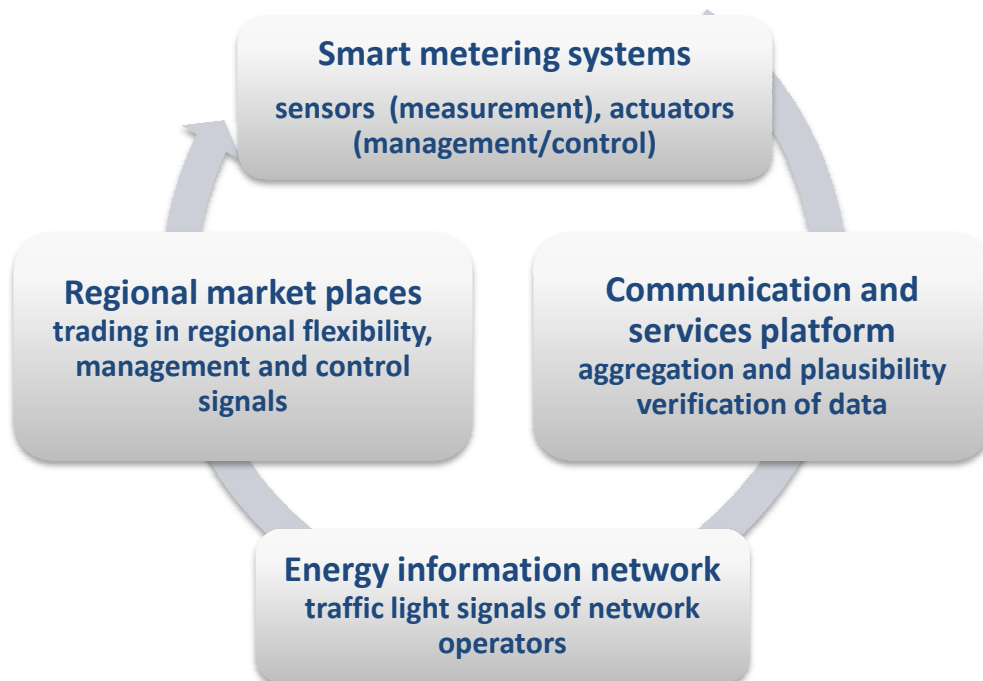 Smart metering systems
sensors (measurement), actuators
(management/control)
Regional market places
trading in regional flexibility,
management and control
signals
Communication and
services platform
aggregation and plausibility
verification of data
Energy information network
traffic light signals of network
operators